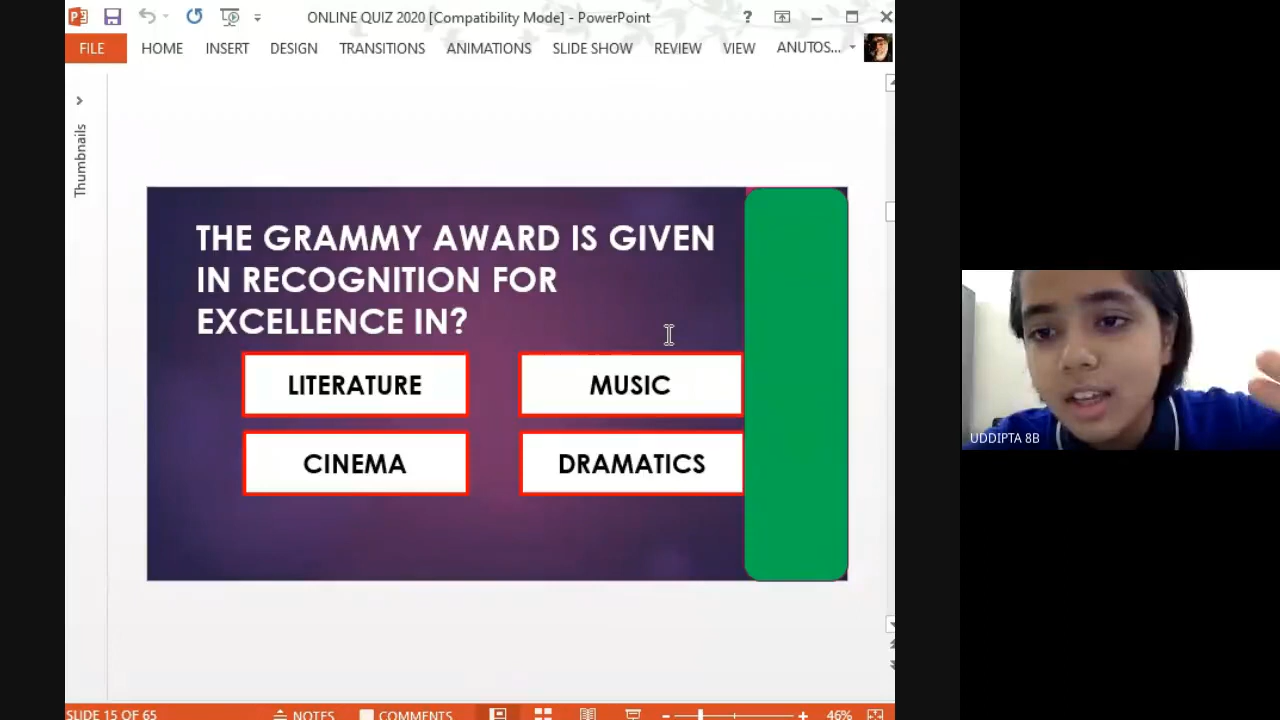 ONLINE QUIZ 2020 [Compatibility Mode] - PowerPoint
?
FILE HOME INSERT DESIGN TRANSITIONS ANIMATIONS SLIDE SHOW REVIEW VIEW ANUTOS...
Thumbnails
THE GRAMMY AWARD IS GIVEN
IN RECOGNITION FOR
EXCELLENCE IN?
LITERATURE MUSIC
CINEMA DRAMATICS
UDDIPTA 8B
SLIDE 15 OF 65 NOTES COMMENTS 46%